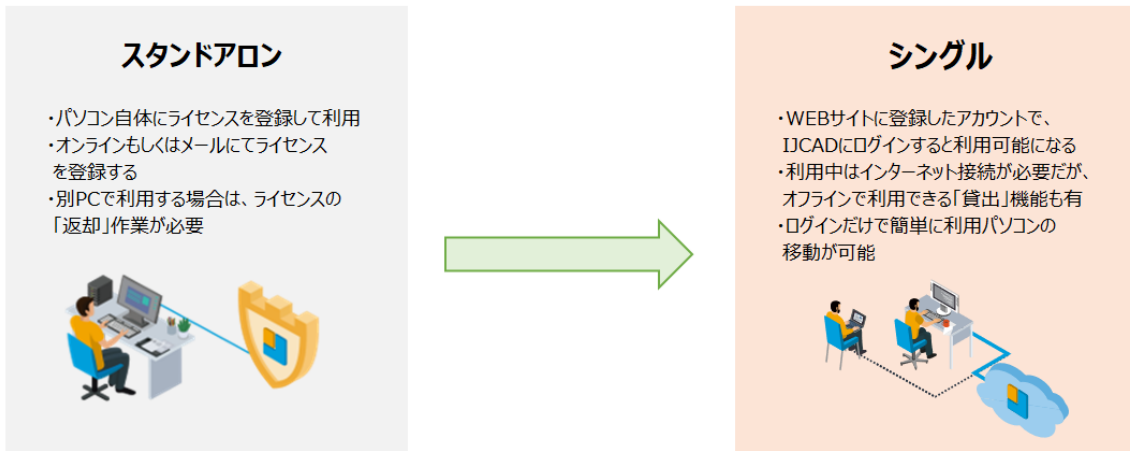 スタンドアロン
・パソコン自体にライセンスを登録して利用
・オンラインもしくはメールにてライセンス
を登録する
・別PCで利用する場合は、ライセンスの
「返却」作業が必要
シングル
・WEBサイトに登録したアカウントで、
IJCADにログインすると利用可能になる
・利用中はインターネット接続が必要だが、
オフラインで利用できる「貸出」機能も有
・ログインだけで簡単に利用パソコンの
移動が可能